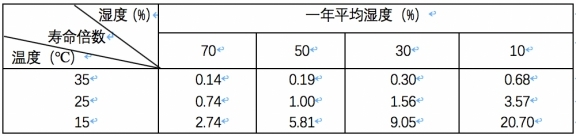 湿度 (%) 一年平均湿度 (%)
寿命倍数
温度 (℃) 70 50 30 10
35 0.14 0.19 0.30 0.68
25 0.74 1.00 1.56 3.57
15 2.74 5.81 9.05 20.70